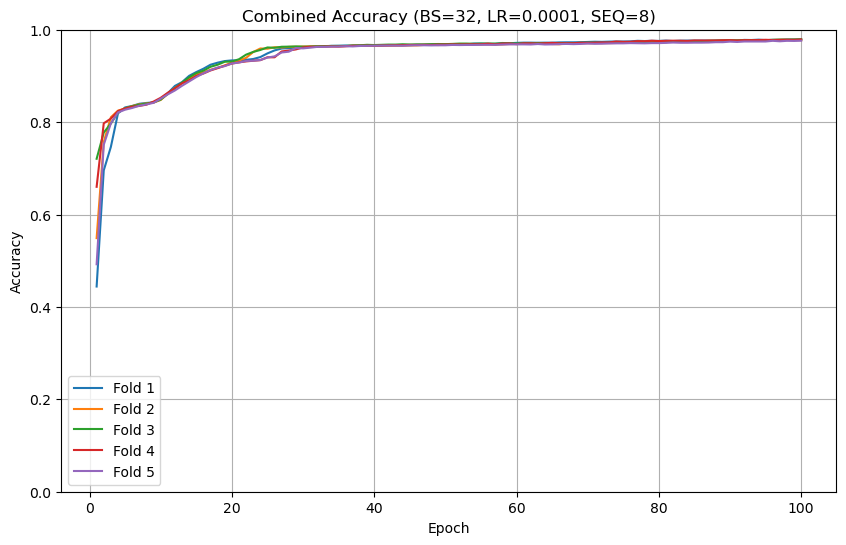 Combined Accuracy (BS=32, LR=0.0001, SEQ=8)
1.0
0.8
0.6
0.4
0.2
0.0
Accuracy
Fold 1
Fold 2
Fold 3
Fold 4
Fold 5
0 20 40 60 80 100
Epoch